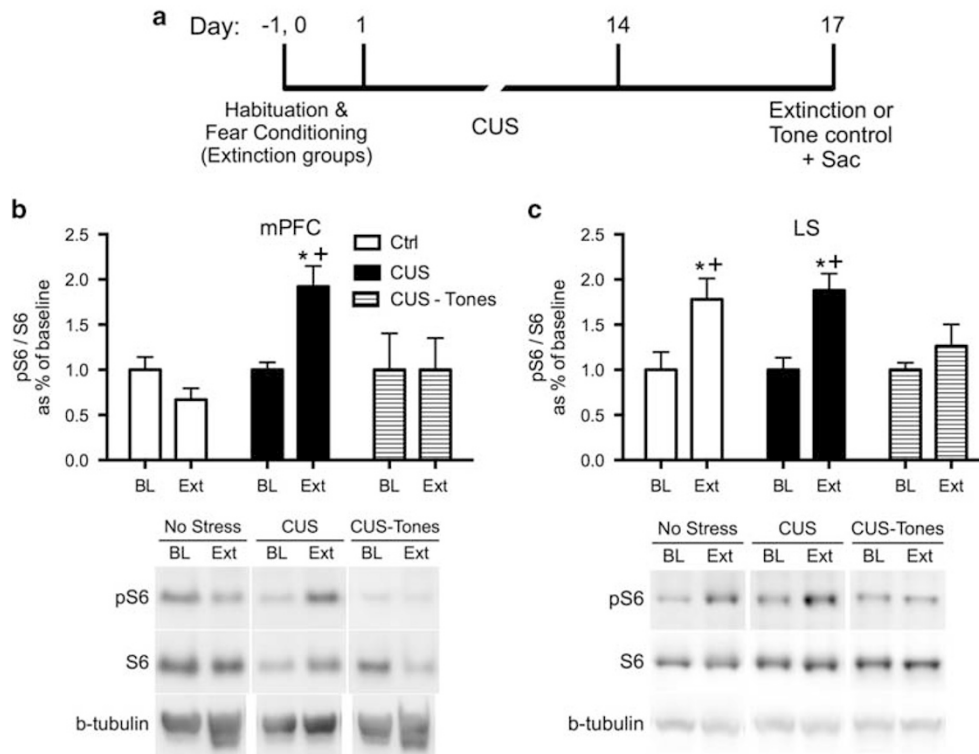 a
Day: -1, 0 1 14 17
Habituation &
Fear Conditioning
(Extinction groups)
CUS
Extinction or
Tone control
+ Sac
b
mPFC
pS6 / S6
as % of baseline
2.5
2.0
1.5
1.0
0.5
0.0
* +
Ctrl
CUS
CUS - Tones
BL Ext BL Ext BL Ext
No Stress CUS CUS-Tones
BL Ext BL Ext BL Ext
pS6
S6
b-tubulin
c
LS
pS6 / S6
as % of baseline
2.5
2.0
1.5
1.0
0.5
0.0
* + * +
BL Ext BL Ext BL Ext
No Stress CUS CUS-Tones
BL Ext BL Ext BL Ext
pS6
S6
b-tubulin